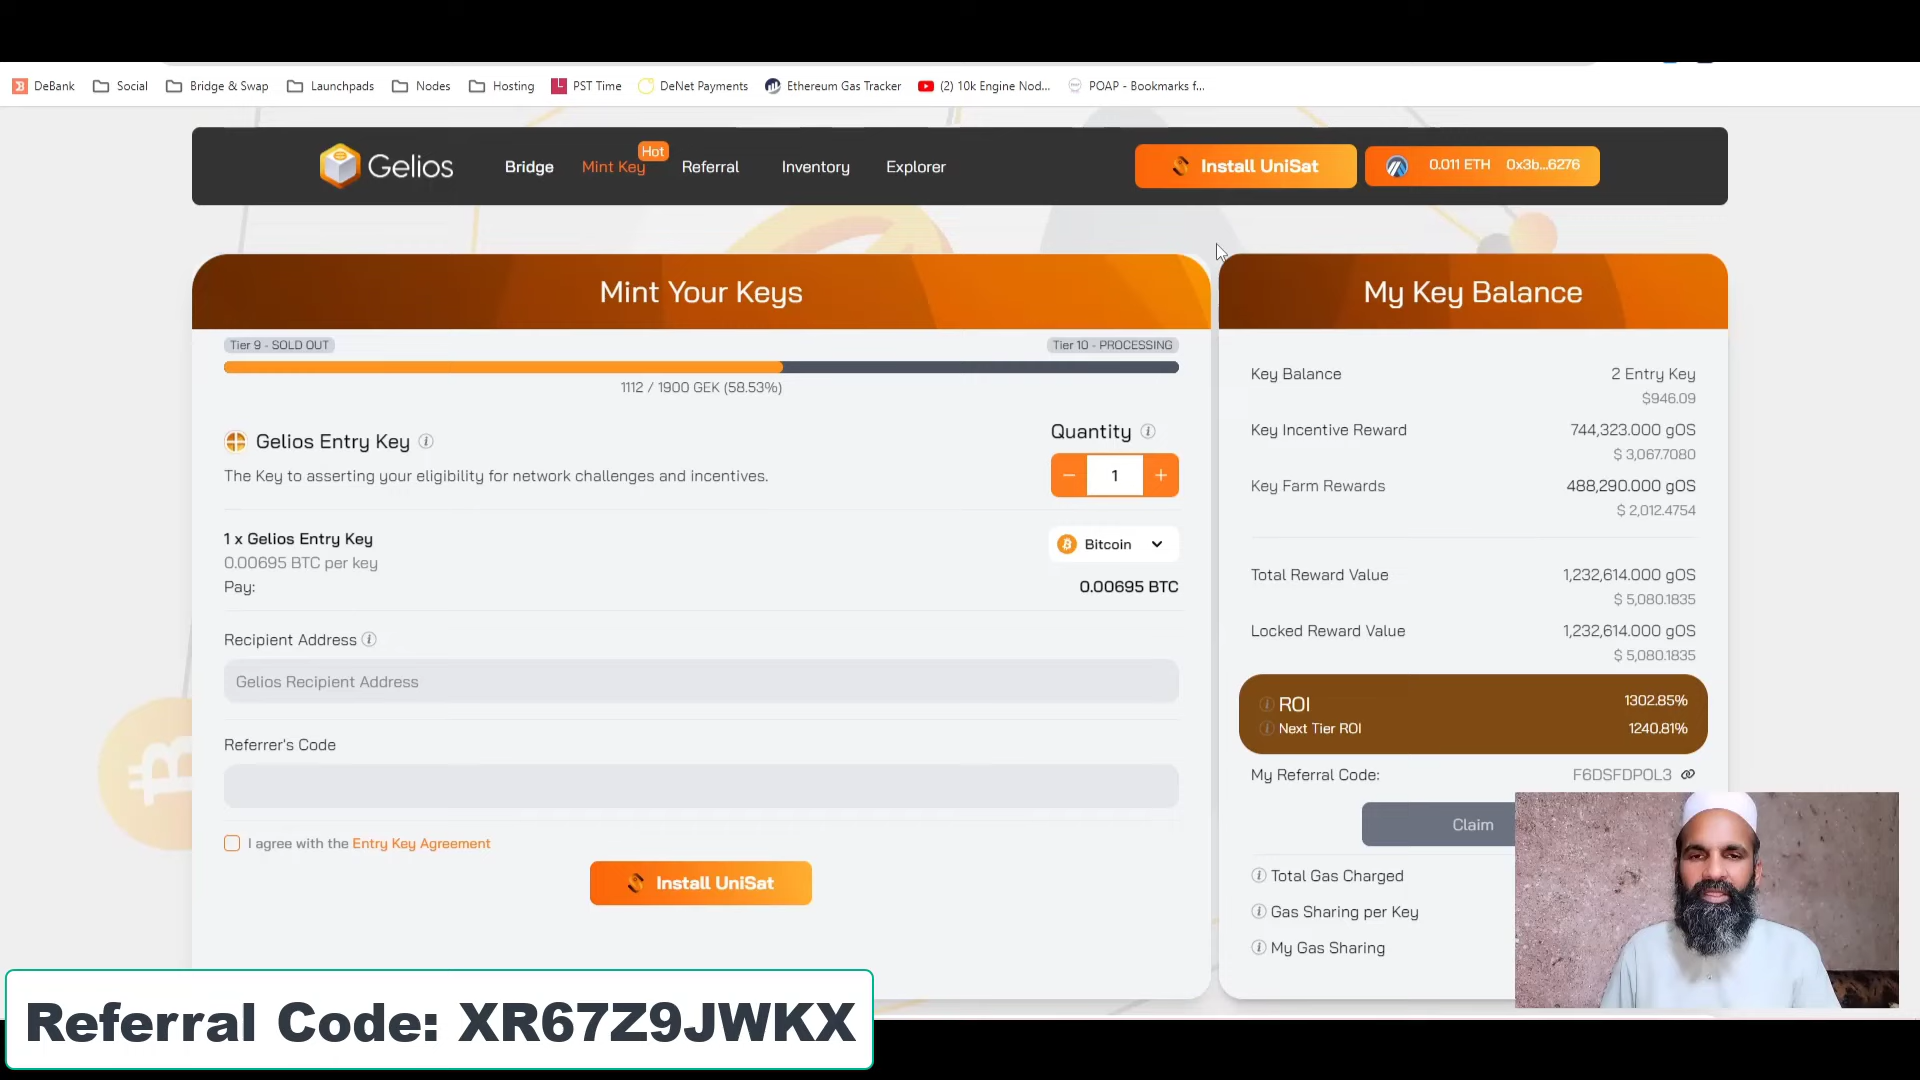 DeBank Social Bridge & Swap Launchpads Nodes Hosting PST Time DeNet Payments Ethereum Gas Tracker (2) 10k Engine Nod... POAP - Bookmarks f...
Gelios Bridge Mint Key Hot Referral Inventory Explorer Install UniSat 0.011 ETH 0x3b...6276
Mint Your Keys
Tier 9 - SOLD OUT Tier 10 - PROCESSING
1112 / 1900 GEK (58.53%)
Gelios Entry Key
Quantity
The Key to asserting your eligibility for network challenges and incentives.
1
1 x Gelios Entry Key
0.00695 BTC per key
Bitcoin
Pay: 0.00695 BTC
Recipient Address
Gelios Recipient Address
Referrer's Code
I agree with the Entry Key Agreement
Install UniSat
My Key Balance
Key Balance 2 Entry Key
$946.09
Key Incentive Reward 744,323.000 gOS
$ 3,067.7080
Key Farm Rewards 488,290.000 gOS
$ 2,012.4754
Total Reward Value 1,232,614.000 gOS
$ 5,080.1835
Locked Reward Value 1,232,614.000 gOS
$ 5,080.1835
ROI 1302.85%
Next Tier ROI 1240.81%
My Referral Code: F6DSFDPOL3
Claim
Total Gas Charged
Gas Sharing per Key
My Gas Sharing
Referral Code: XR67Z9JWKX